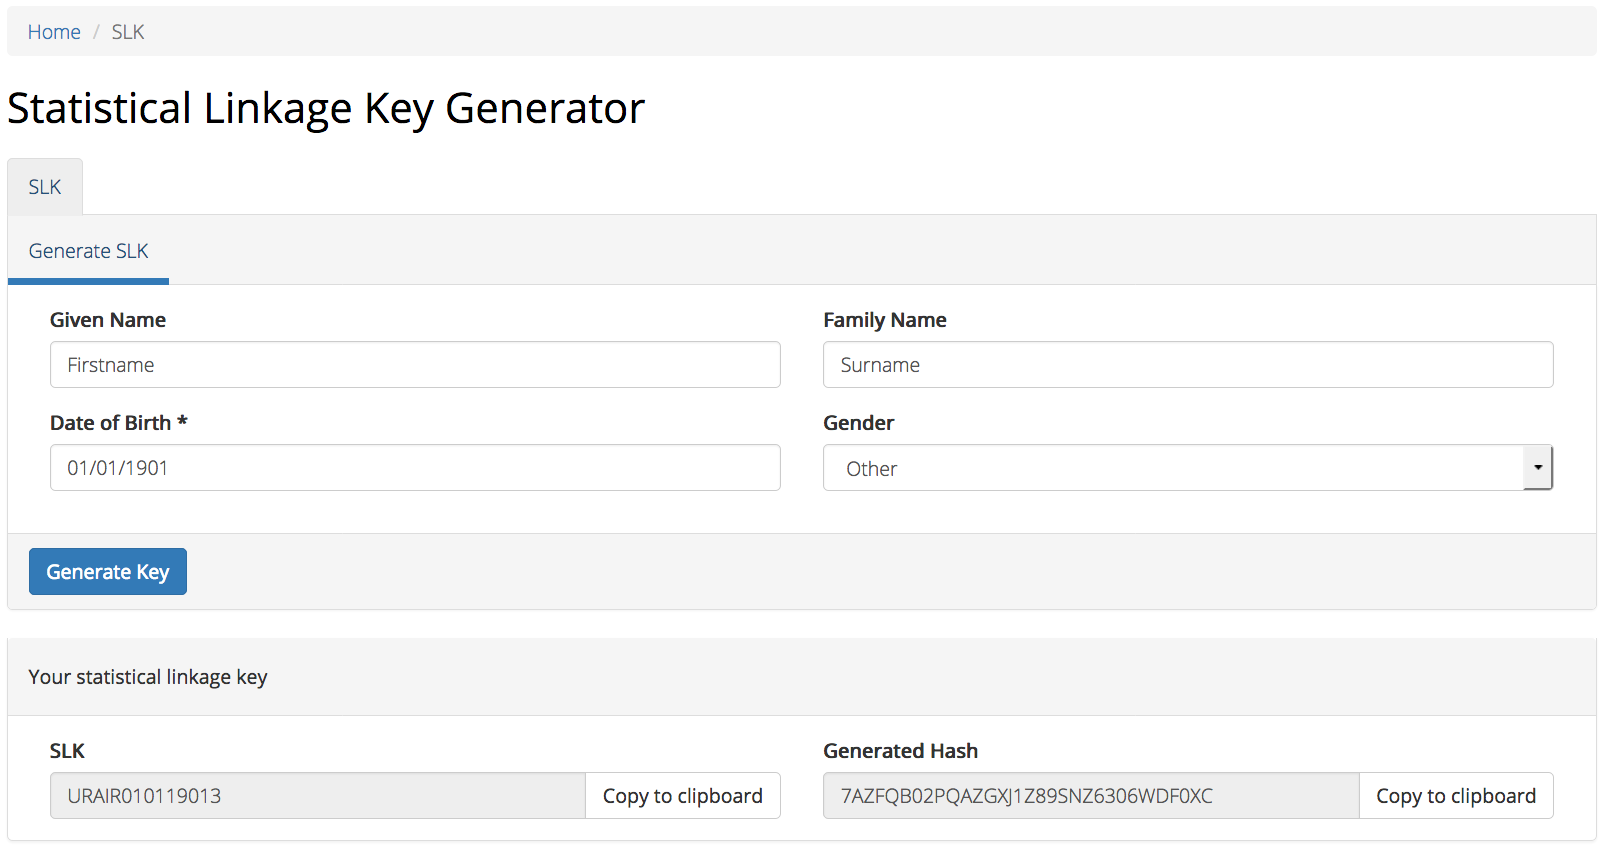 Home / SLK
Statistical Linkage Key Generator
SLK
Generate SLK
Given Name
Family Name
Firstname
Surname
Date of Birth *
Gender
01/01/1901
Other
Generate Key
Your statistical linkage key
SLK
Generated Hash
URAIR010119013
Copy to clipboard
7AZFQB02PQAZGXJ1Z89SNZ6306WDF0XC
Copy to clipboard